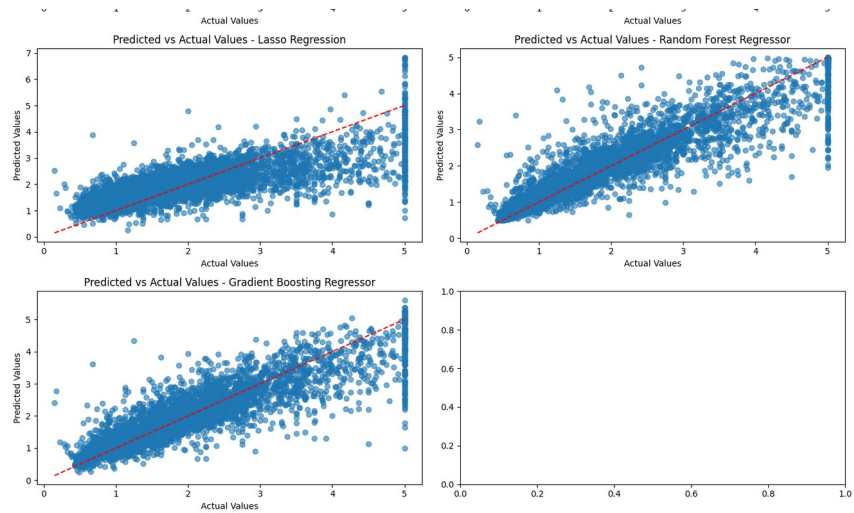 Actual Values
Actual Values
Predicted vs Actual Values - Lasso Regression
7
6
5
4
3
2
1
0
Predicted Values
0 1 2 3 4 5
Actual Values
Predicted vs Actual Values - Random Forest Regressor
5
4
3
2
1
0
Predicted Values
0 1 2 3 4 5
Actual Values
Predicted vs Actual Values - Gradient Boosting Regressor
5
4
3
2
1
0
Predicted Values
0 1 2 3 4 5
Actual Values
1.0
0.8
0.6
0.4
0.2
0.0
0.0 0.2 0.4 0.6 0.8 1.0